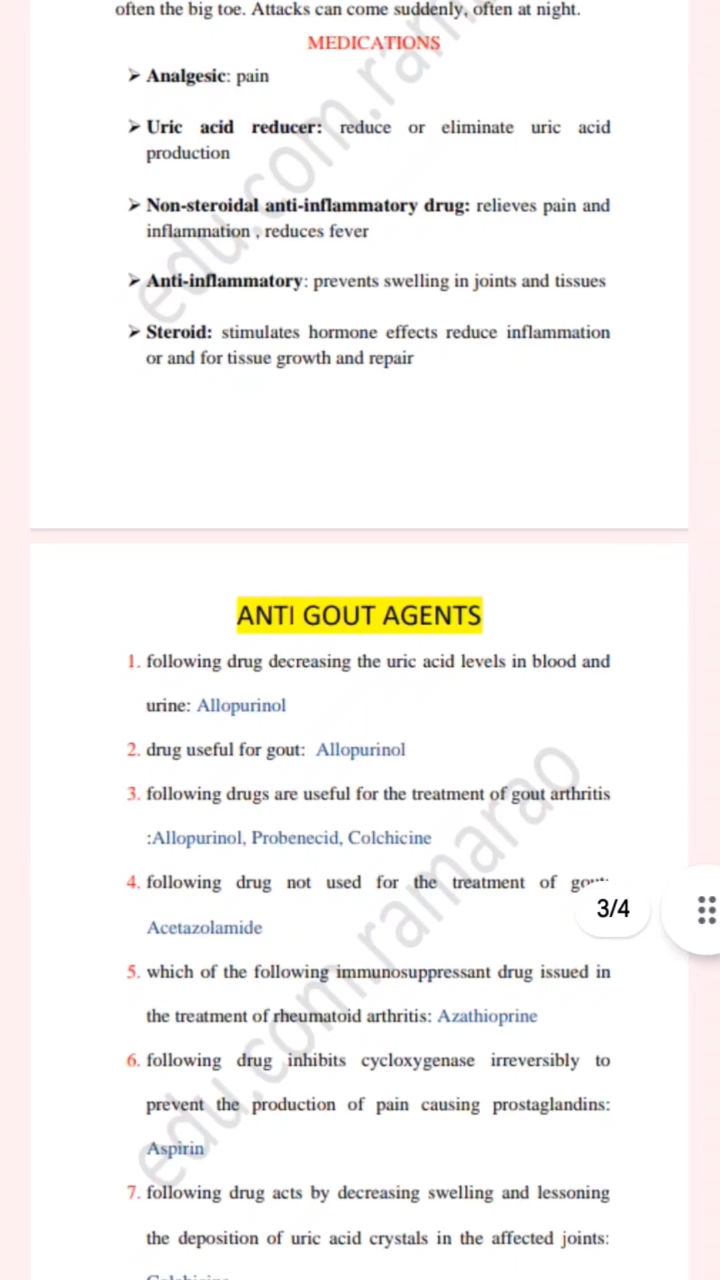 often the big toe. Attacks can come suddenly, often at night.
MEDICATIONS
➤ Analgesic: pain
➤ Uric acid reducer: reduce or eliminate uric acid
production
➤ Non-steroidal anti-inflammatory drug: relieves pain and
inflammation , reduces fever
➤ Anti-inflammatory: prevents swelling in joints and tissues
➤ Steroid: stimulates hormone effects reduce inflammation
or and for tissue growth and repair
edu.com.rama
ANTI GOUT AGENTS
1. following drug decreasing the uric acid levels in blood and
urine: Allopurinol
2. drug useful for gout: Allopurinol
3. following drugs are useful for the treatment of gout arthritis
:Allopurinol, Probenecid, Colchicine
4. following drug not used for the treatment of gout:
3/4
Acetazolamide
5. which of the following immunosuppressant drug issued in
the treatment of rheumatoid arthritis: Azathioprine
6. following drug inhibits cycloxygenase irreversibly to
prevent the production of pain causing prostaglandins:
Aspirin
7. following drug acts by decreasing swelling and lessoning
the deposition of uric acid crystals in the affected joints:
Colchicine
edu.com.ramarao